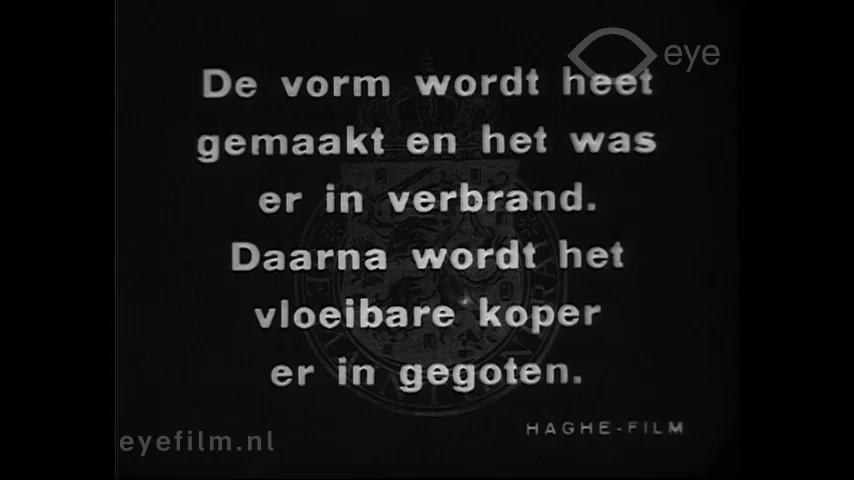 eye
De vorm wordt heet
gemaakt en het was
er in verbrand.
Daarna wordt het
vloeibare koper
er in gegoten.
HAGHE-FILM
eyefilm.nl